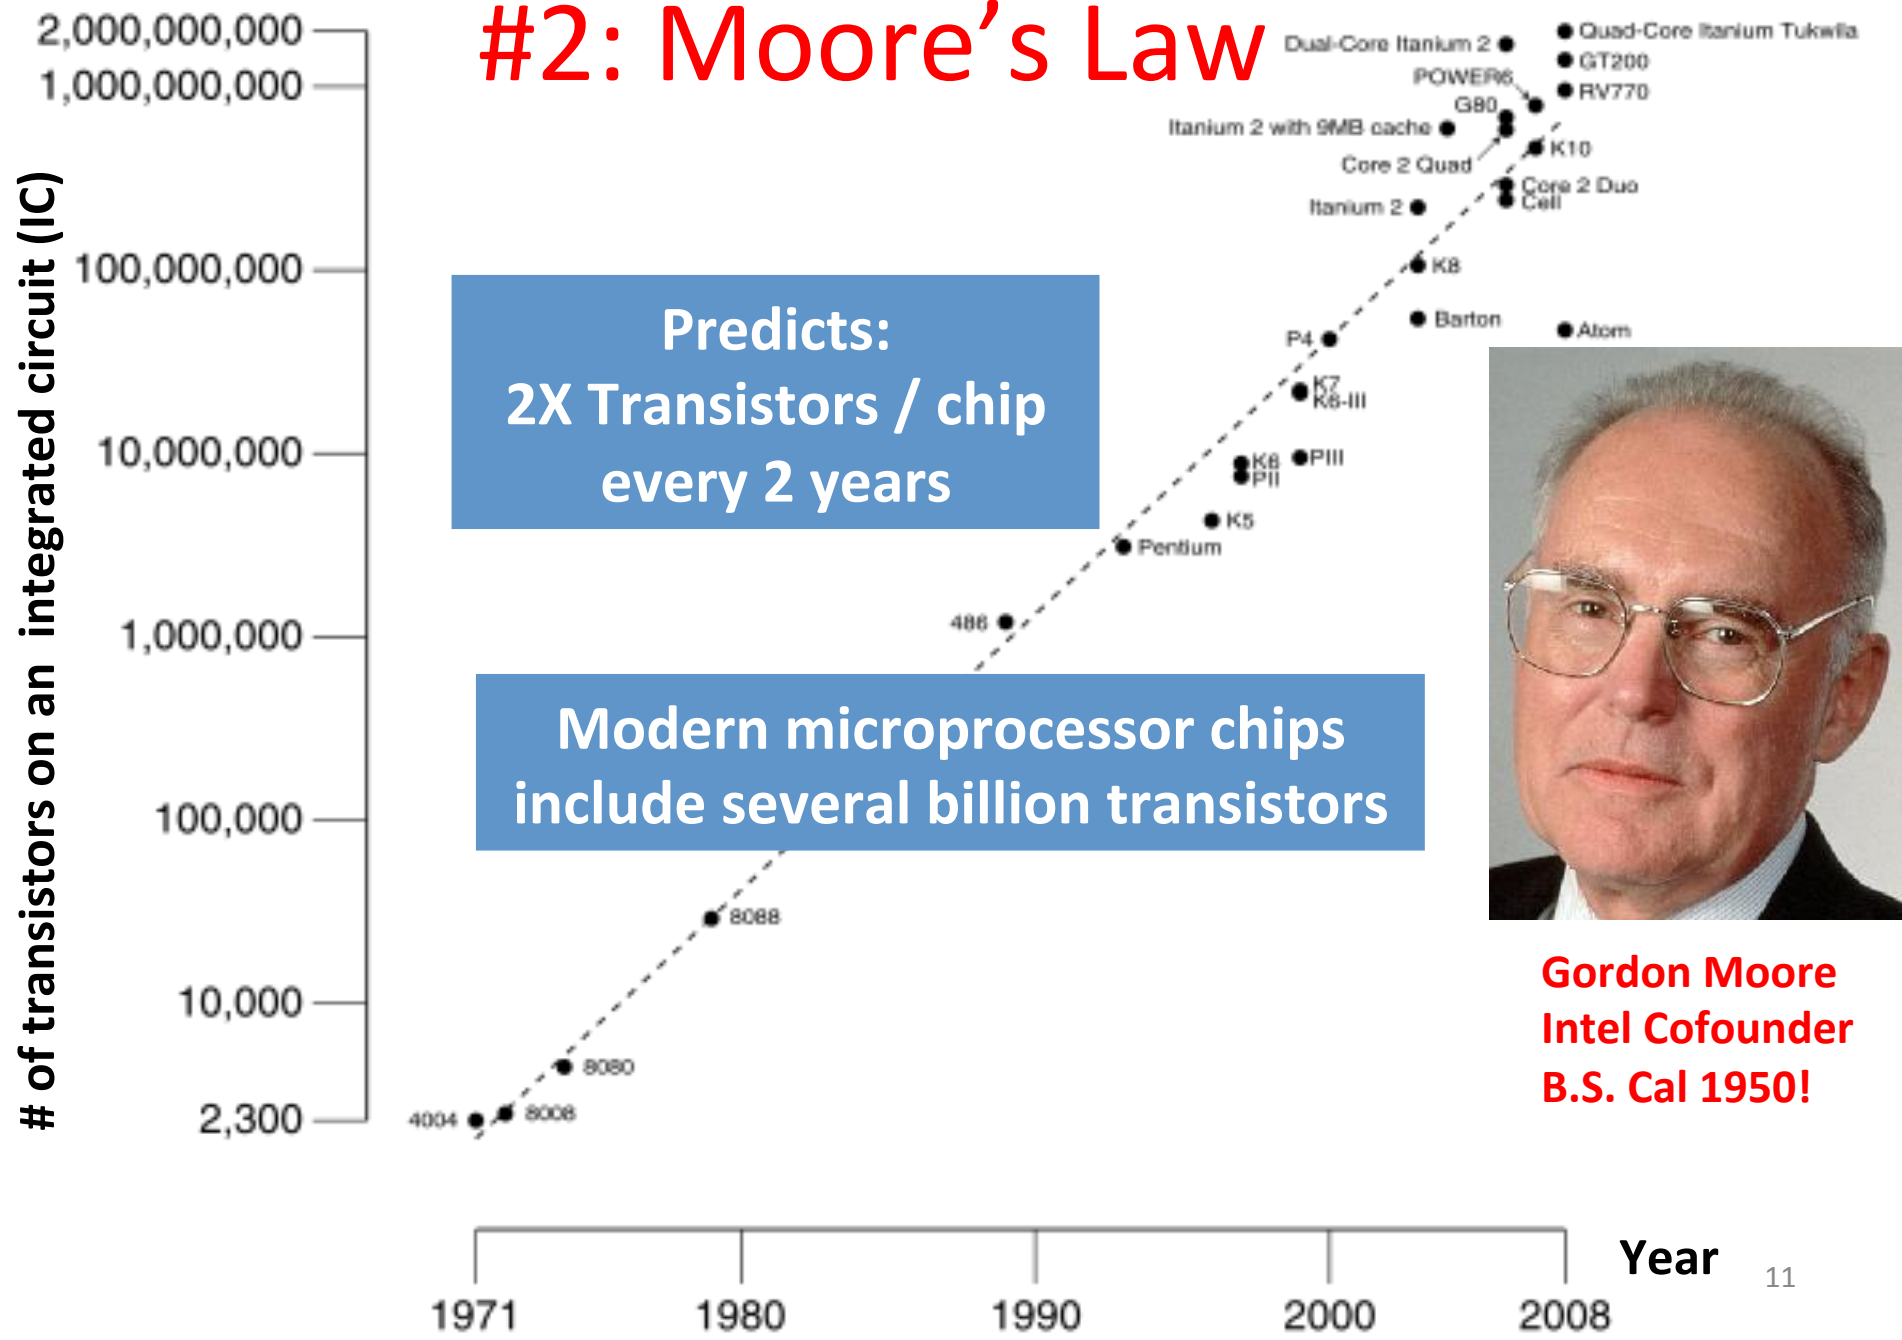 #2: Moore’s Law
2,000,000,000
1,000,000,000
100,000,000
10,000,000
1,000,000
100,000
10,000
2,300
# of transistors on an integrated circuit (IC)
Quad-Core Itanium Tukwila
Dual-Core Itanium 2
GT200
POWER6
RV770
G80
Itanium 2 with 9MB cache
K10
Core 2 Quad
Core 2 Duo
Cell
Itanium 2
K8
Barton
Atom
P4
K7
K6-III
K6
PIII
PII
K5
Pentium
486
8088
8080
8008
4004
Predicts:
2X Transistors / chip
every 2 years
Modern microprocessor chips
include several billion transistors
Gordon Moore
Intel Cofounder
B.S. Cal 1950!
Year
11
1971
1980
1990
2000
2008